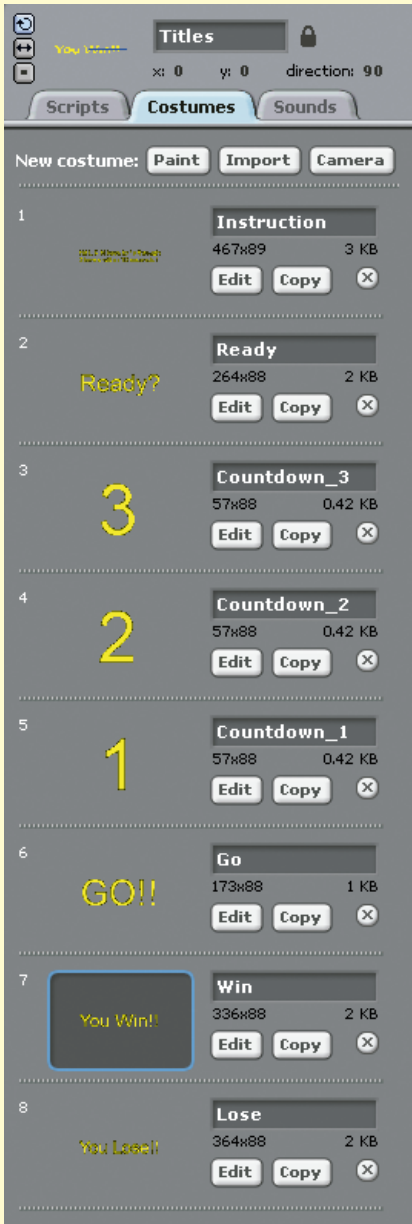 You Win!!
Titles
x: 0 y: 0 direction: 90
Scripts Costumes Sounds
New costume: Paint Import Camera
1
Instruction
467x89 3 KB
Edit Copy
2
Ready?
Ready
264x88 2 KB
Edit Copy
3
3
Countdown_3
57x88 0.42 KB
Edit Copy
4
2
Countdown_2
57x88 0.42 KB
Edit Copy
5
1
Countdown_1
57x88 0.42 KB
Edit Copy
6
GO!!
Go
173x88 1 KB
Edit Copy
7
You Win!!
Win
336x88 2 KB
Edit Copy
8
You Lose!!
Lose
364x88 2 KB
Edit Copy